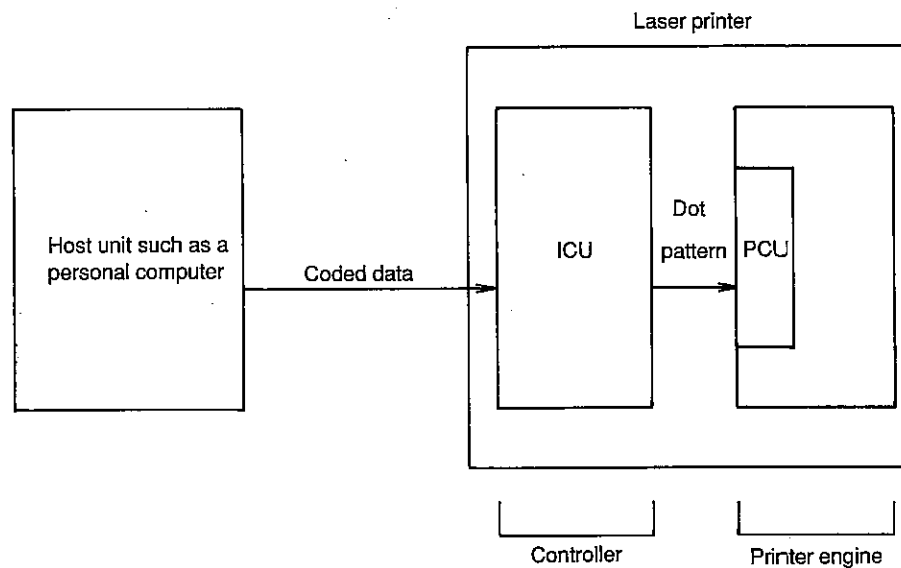 Laser printer
Host unit such as a
personal computer
Coded data
ICU
Dot
pattern
PCU
Controller
Printer engine